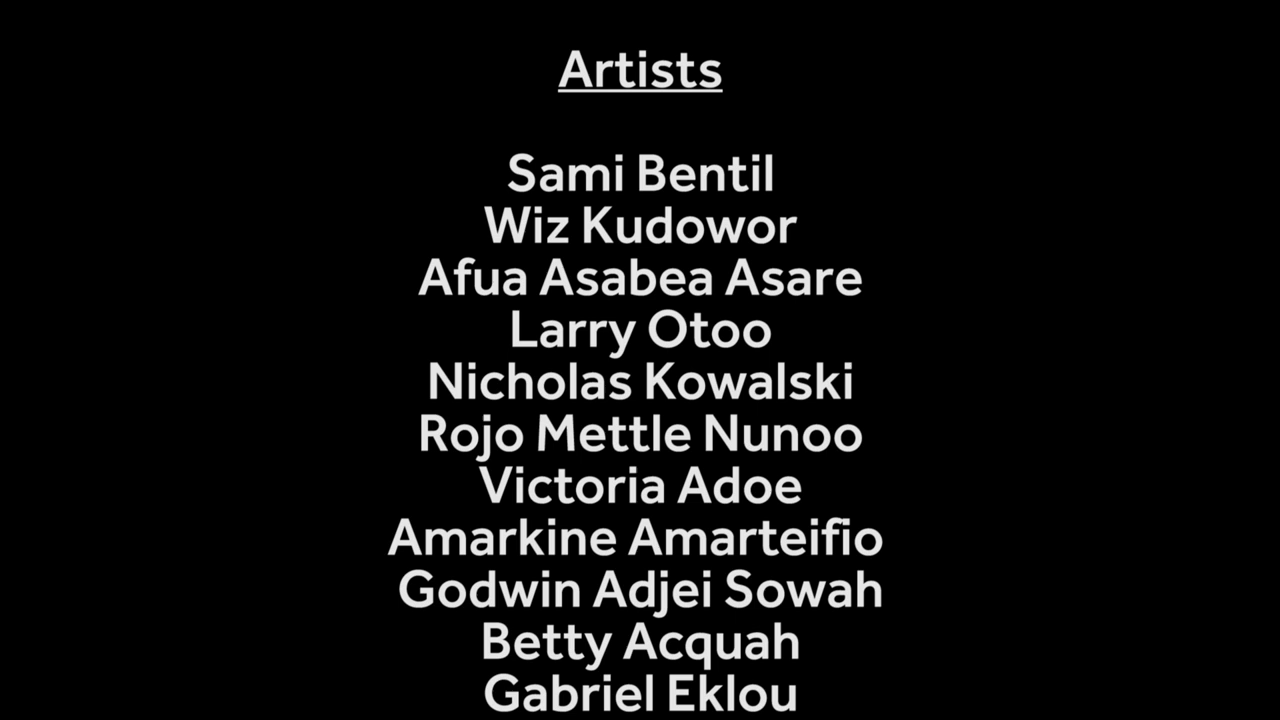 Artists
Sami Bentil
Wiz Kudowor
Afua Asabea Asare
Larry Otoo
Nicholas Kowalski
Rojo Mettle Nunoo
Victoria Adoe
Amarkine Amarteifio
Godwin Adjei Sowah
Betty Acquah
Gabriel Eklou